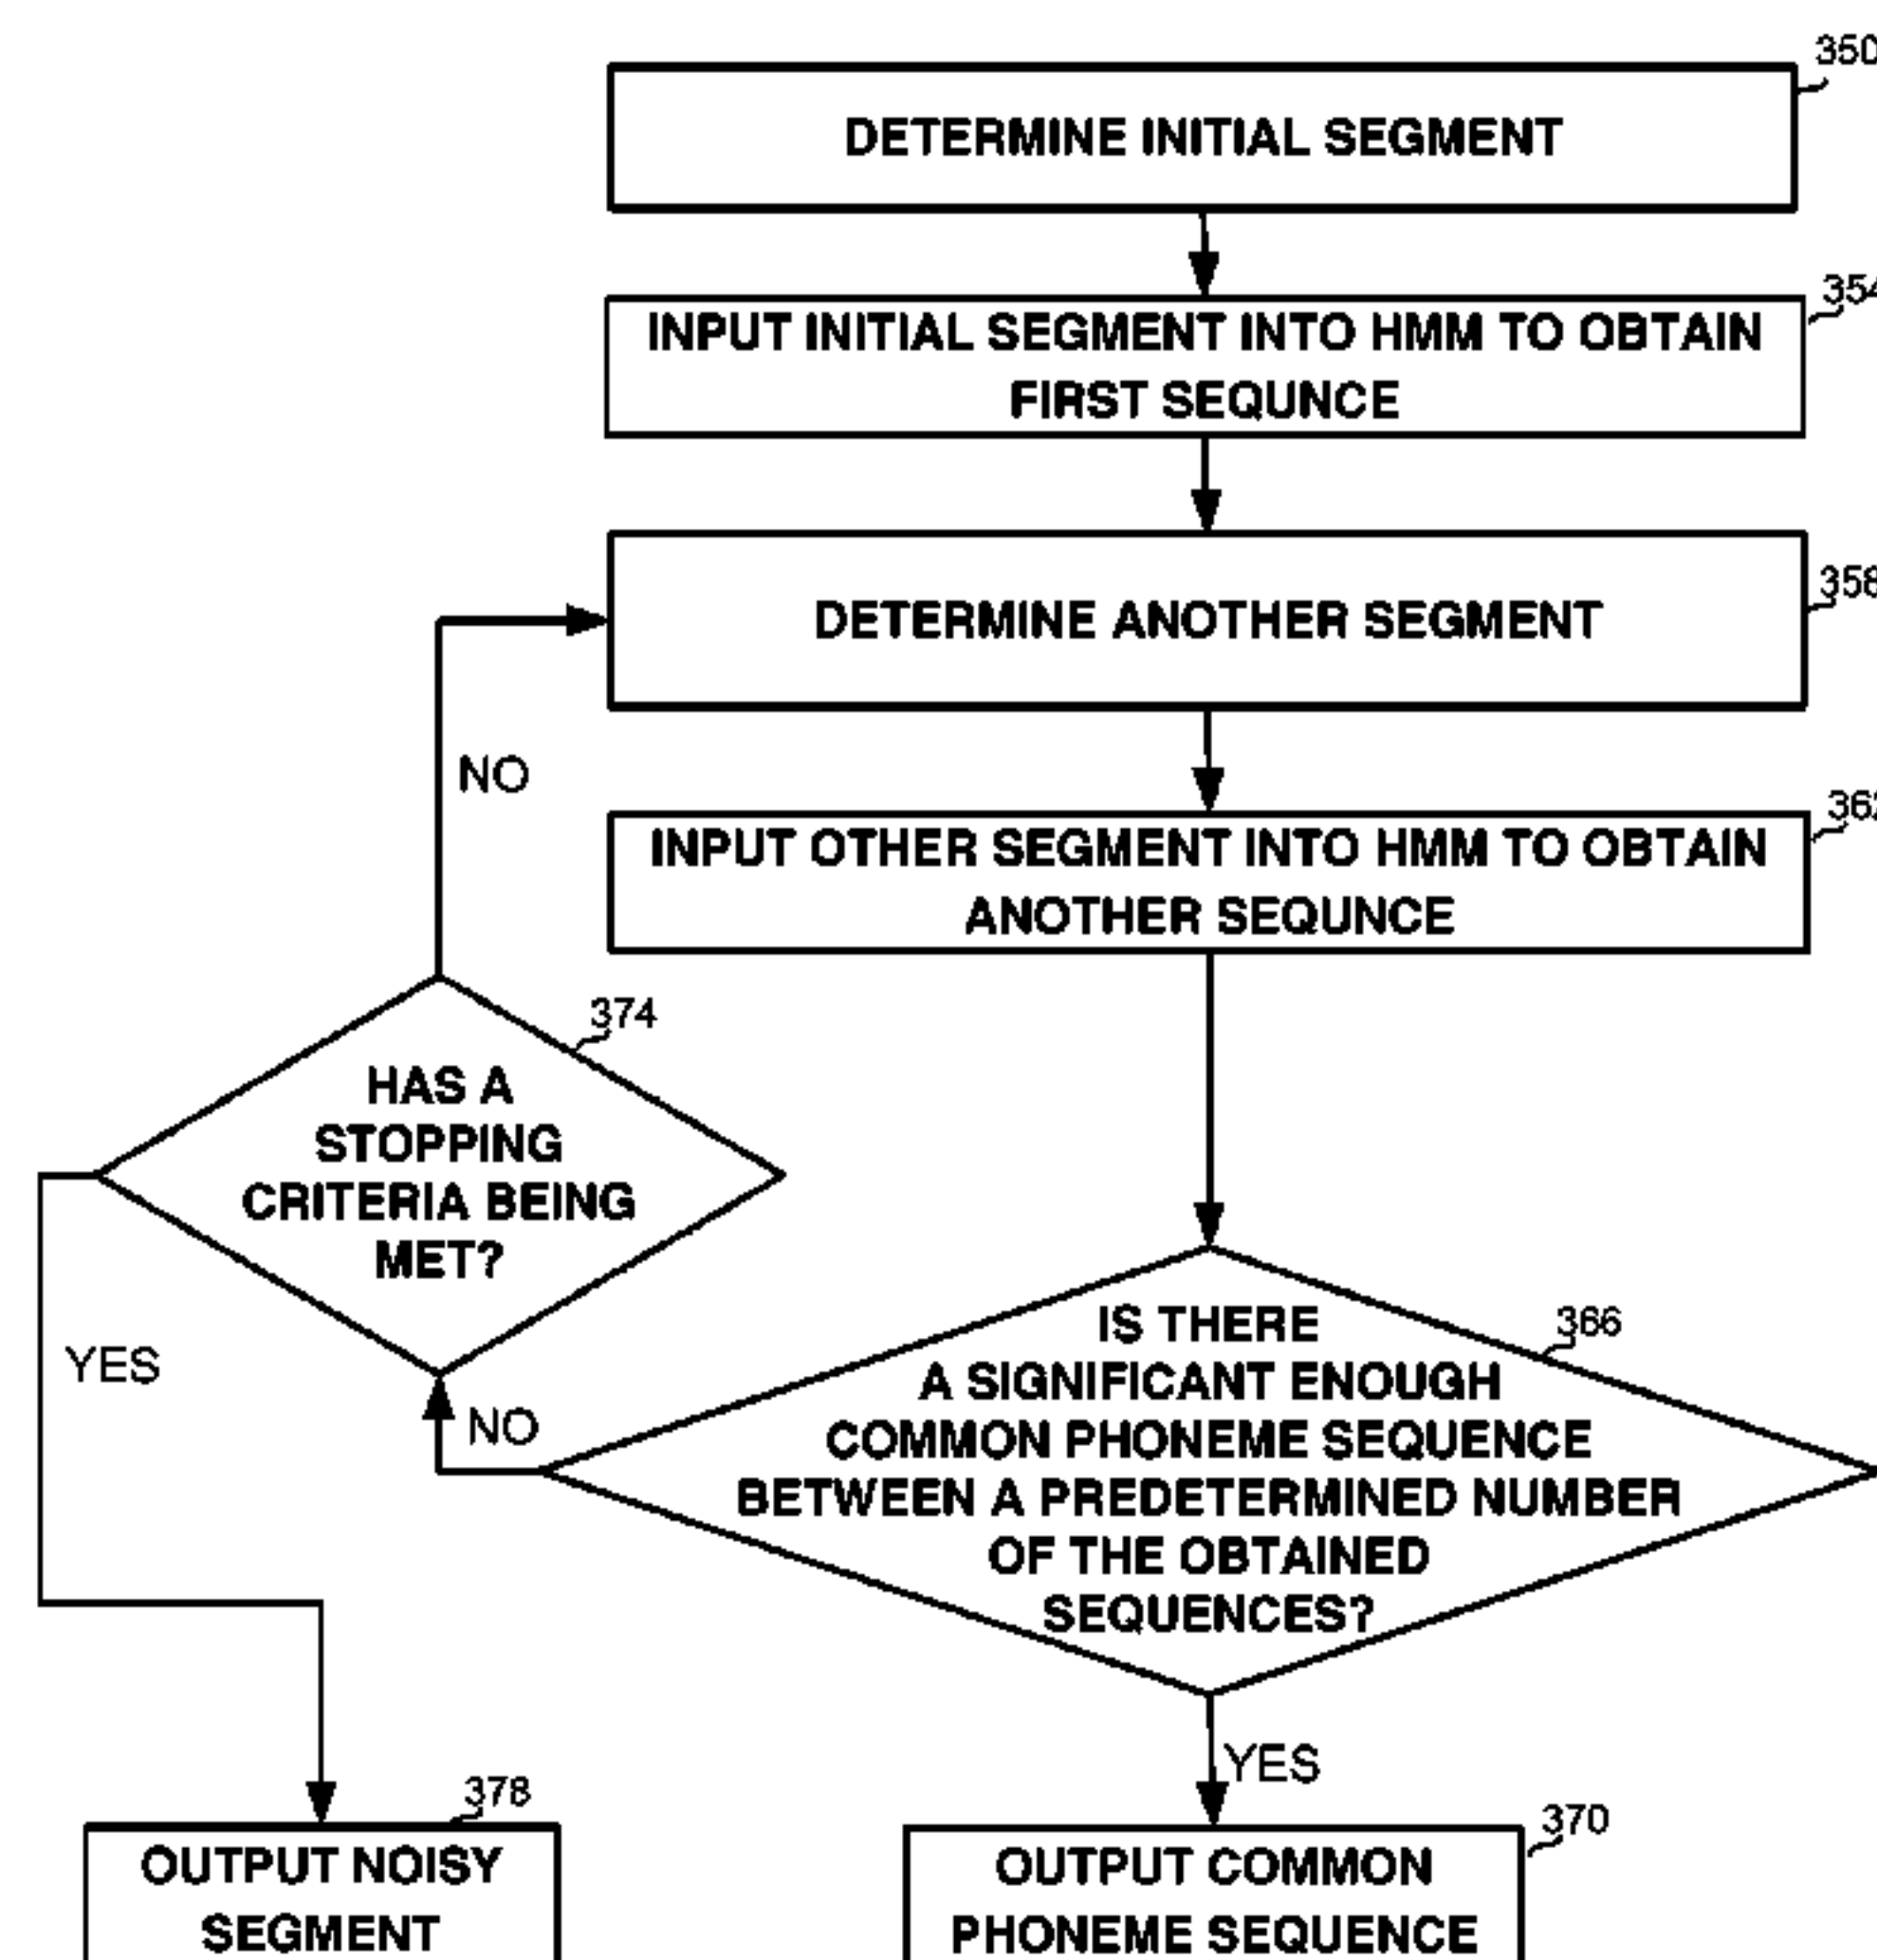 350
DETERMINE INITIAL SEGMENT
354
INPUT INITIAL SEGMENT INTO HMM TO OBTAIN
FIRST SEQUNCE
358
DETERMINE ANOTHER SEGMENT
NO
362
INPUT OTHER SEGMENT INTO HMM TO OBTAIN
ANOTHER SEQUNCE
374
HAS A
STOPPING
CRITERIA BEING
MET?
YES
NO
366
IS THERE
A SIGNIFICANT ENOUGH
COMMON PHONEME SEQUENCE
BETWEEN A PREDETERMINED NUMBER
OF THE OBTAINED
SEQUENCES?
YES
378
OUTPUT NOISY
SEGMENT
370
OUTPUT COMMON
PHONEME SEQUENCE